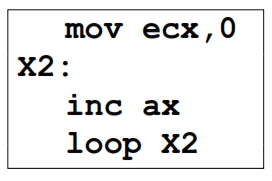 mov ecx,0
X2:
inc ax
loop X2